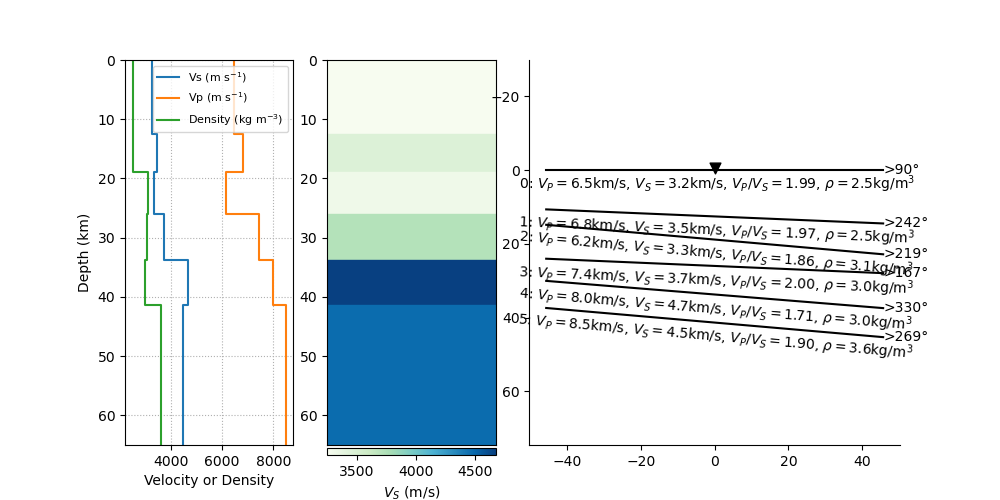 0
10
20
30
40
50
60
Depth (km)
4000 6000 8000
Velocity or Density
Vs (m s⁻¹)
Vp (m s⁻¹)
Density (kg m⁻³)
0
10
20
30
40
50
60
3500 4000 4500
V_S (m/s)
−20
0
20
40
60
−40 −20 0 20 40
>90°
0: V_P = 6.5km/s, V_S = 3.2km/s, V_P/V_S = 1.99, ρ = 2.5kg/m³
>242°
1: V_P = 6.8km/s, V_S = 3.5km/s, V_P/V_S = 1.97, ρ = 2.5kg/m³
>219°
2: V_P = 6.2km/s, V_S = 3.3km/s, V_P/V_S = 1.86, ρ = 3.1kg/m³
>167°
3: V_P = 7.4km/s, V_S = 3.7km/s, V_P/V_S = 2.00, ρ = 3.0kg/m³
>330°
4: V_P = 8.0km/s, V_S = 4.7km/s, V_P/V_S = 1.71, ρ = 3.0kg/m³
>269°
5: V_P = 8.5km/s, V_S = 4.5km/s, V_P/V_S = 1.90, ρ = 3.6kg/m³